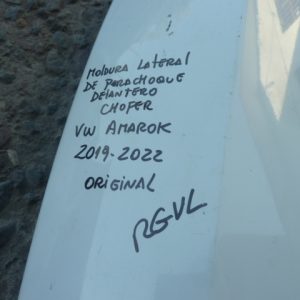 MOLDURA LATERAL
DE PARACHOQUE
DELANTERO
CHOFER
VW AMAROK
2019-2022
ORIGINAL
RGVL